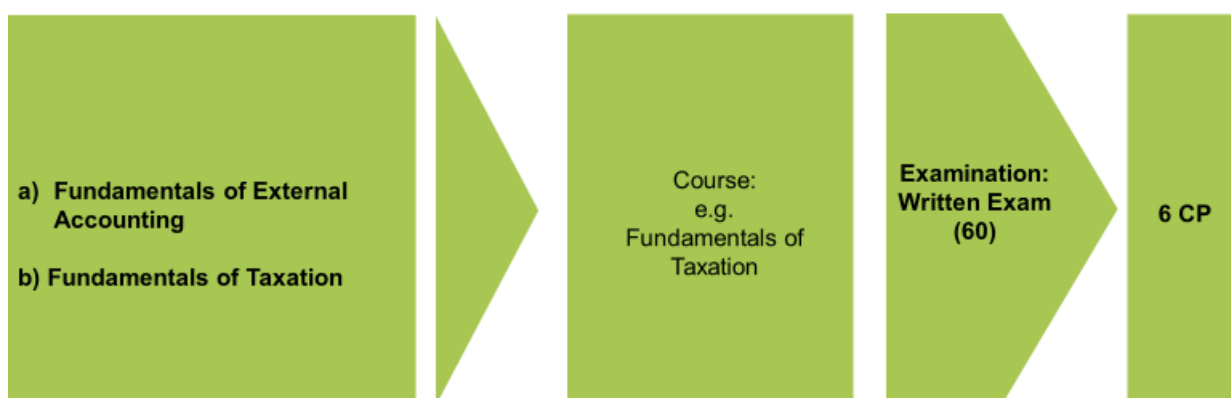 a) Fundamentals of External
Accounting
b) Fundamentals of Taxation
Course:
e.g.
Fundamentals of
Taxation
Examination:
Written Exam
(60)
6 CP